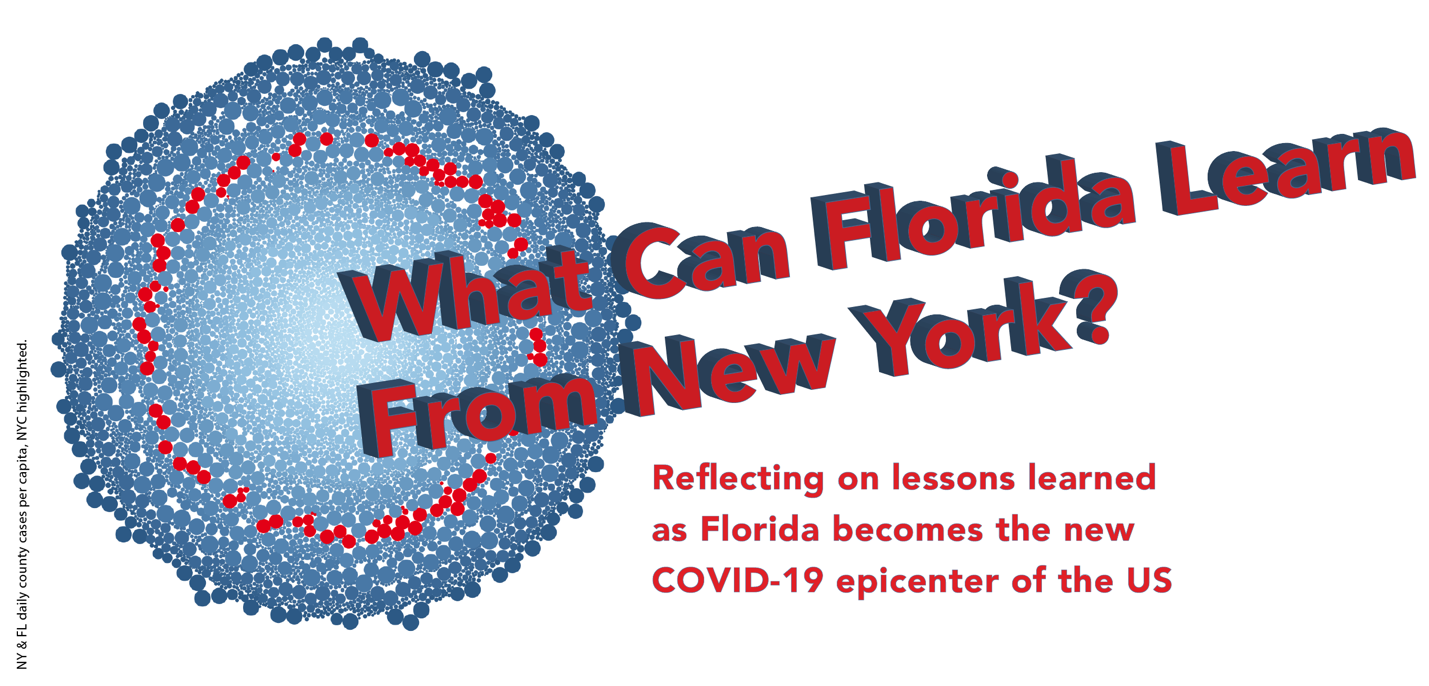 What Can Florida Learn
From New York?
Reflecting on lessons learned
as Florida becomes the new
COVID-19 epicenter of the US
NY & FL daily county cases per capita, NYC highlighted.